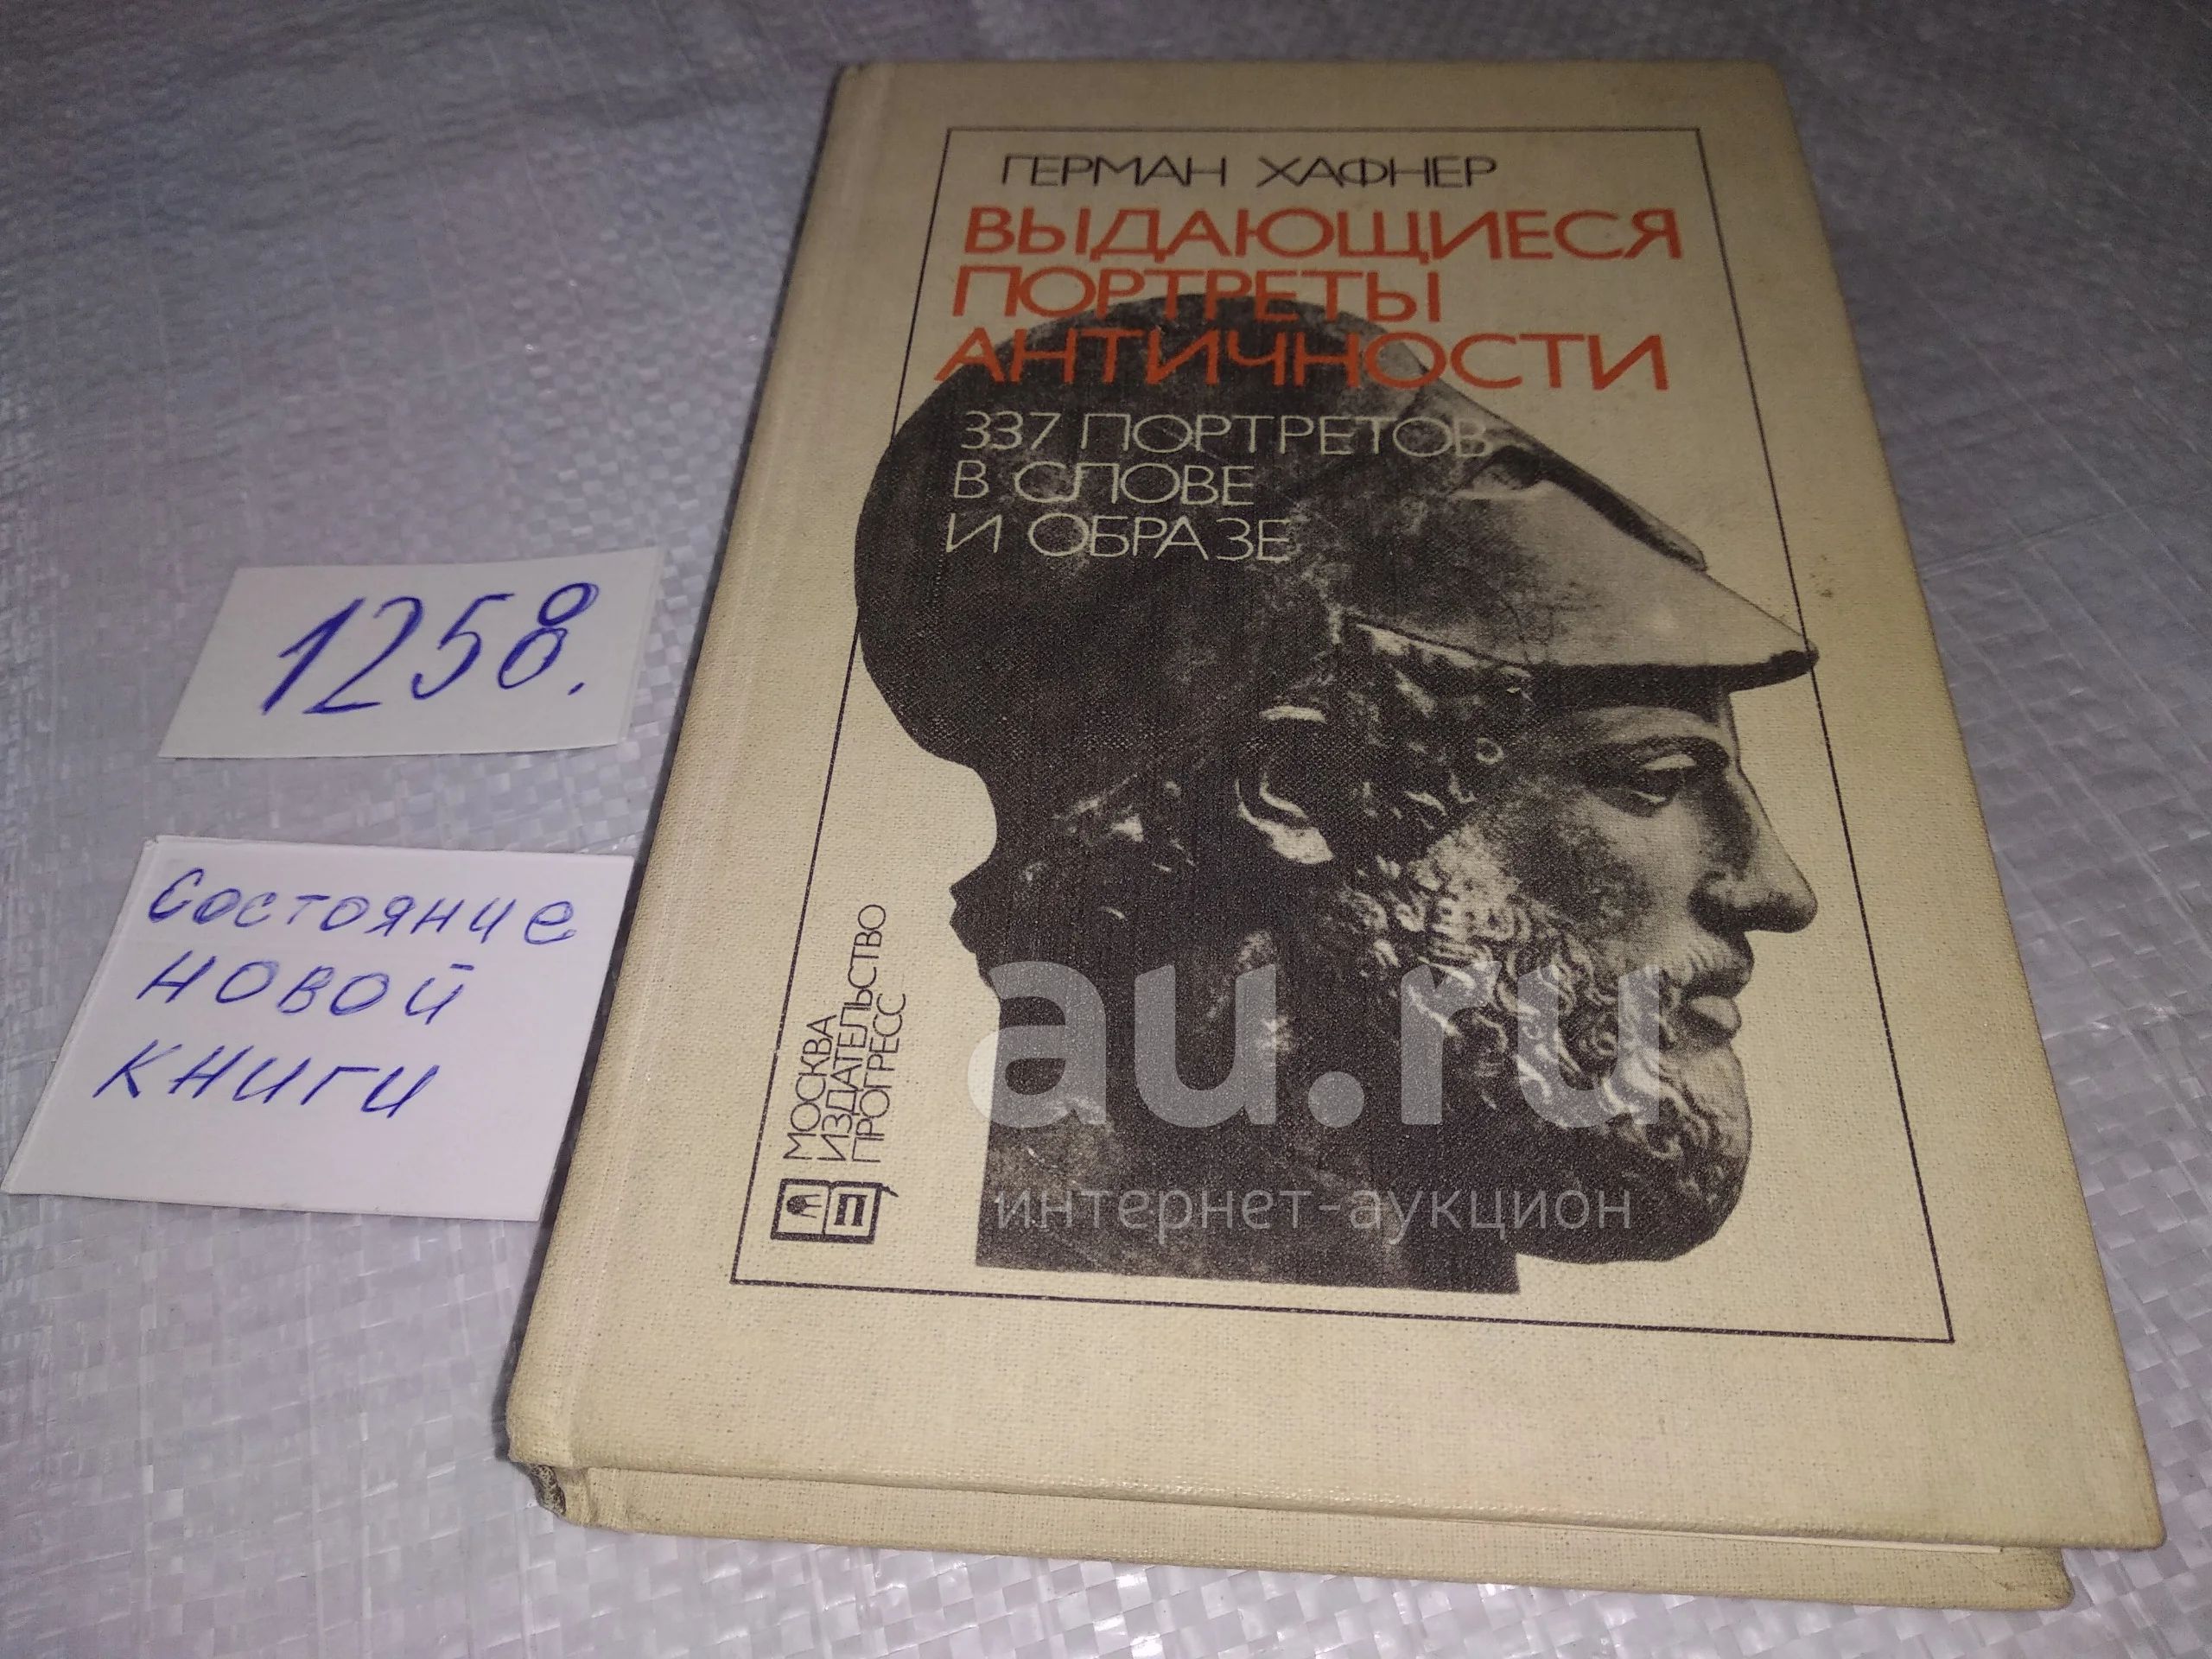 ГЕРМАН ХАФНЕР
ВЫДАЮЩИЕСЯ
ПОРТРЕТЫ
АНТИЧНОСТИ
337 ПОРТРЕТОВ
В СЛОВЕ
И ОБРАЗЕ
1258.
Состояние
новой
книги
МОСКВА
ИЗДАТЕЛЬСТВО
ПРОГРЕСС
au.ru
интернет-аукцион